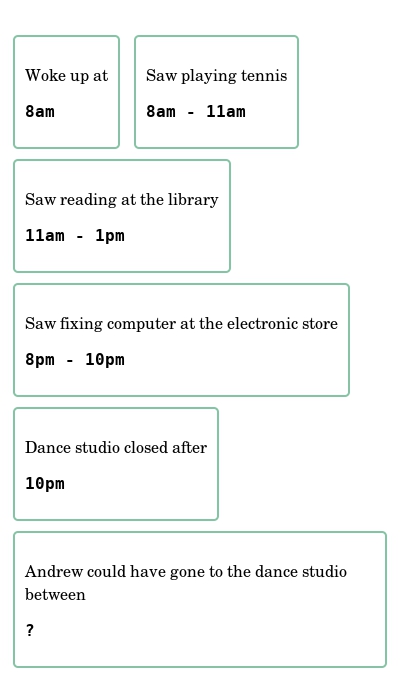 Woke up at
8am
Saw playing tennis
8am - 11am
Saw reading at the library
11am - 1pm
Saw fixing computer at the electronic store
8pm - 10pm
Dance studio closed after
10pm
Andrew could have gone to the dance studio
between
?